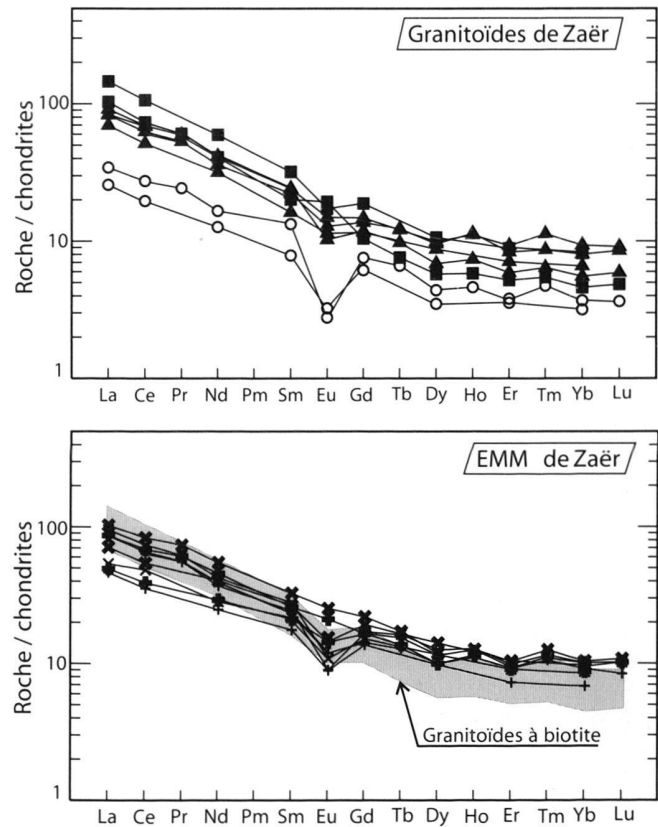 Granitoïdes de Zaër
100
10
1
Roche / chondrites
La Ce Pr Nd Pm Sm Eu Gd Tb Dy Ho Er Tm Yb Lu
EMM de Zaër
100
10
1
Roche / chondrites
Granitoïdes à biotite
La Ce Pr Nd Pm Sm Eu Gd Tb Dy Ho Er Tm Yb Lu